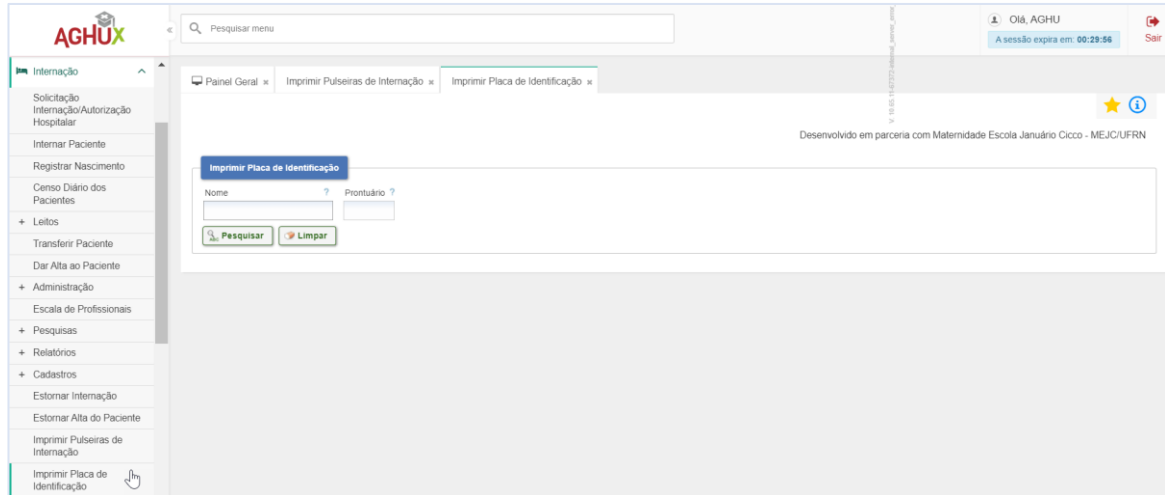 AGHUX
«
Pesquisar menu
Olá, AGHU
A sessão expira em: 00:29:56
Sair
Internação
Solicitação
Internação/Autorização
Hospitalar
Internar Paciente
Registrar Nascimento
Censo Diário dos
Pacientes
+ Leitos
Transferir Paciente
Dar Alta ao Paciente
+ Administração
Escala de Profissionais
+ Pesquisas
+ Relatórios
+ Cadastros
Estornar Internação
Estornar Alta do Paciente
Imprimir Pulseiras de
Internação
Imprimir Placa de
Identificação
Painel Geral × Imprimir Pulseiras de Internação × Imprimir Placa de Identificação ×
Desenvolvido em parceria com Maternidade Escola Januário Cicco - MEJC/UFRN
Imprimir Placa de Identificação
Nome ? Prontuário ?
Pesquisar Limpar